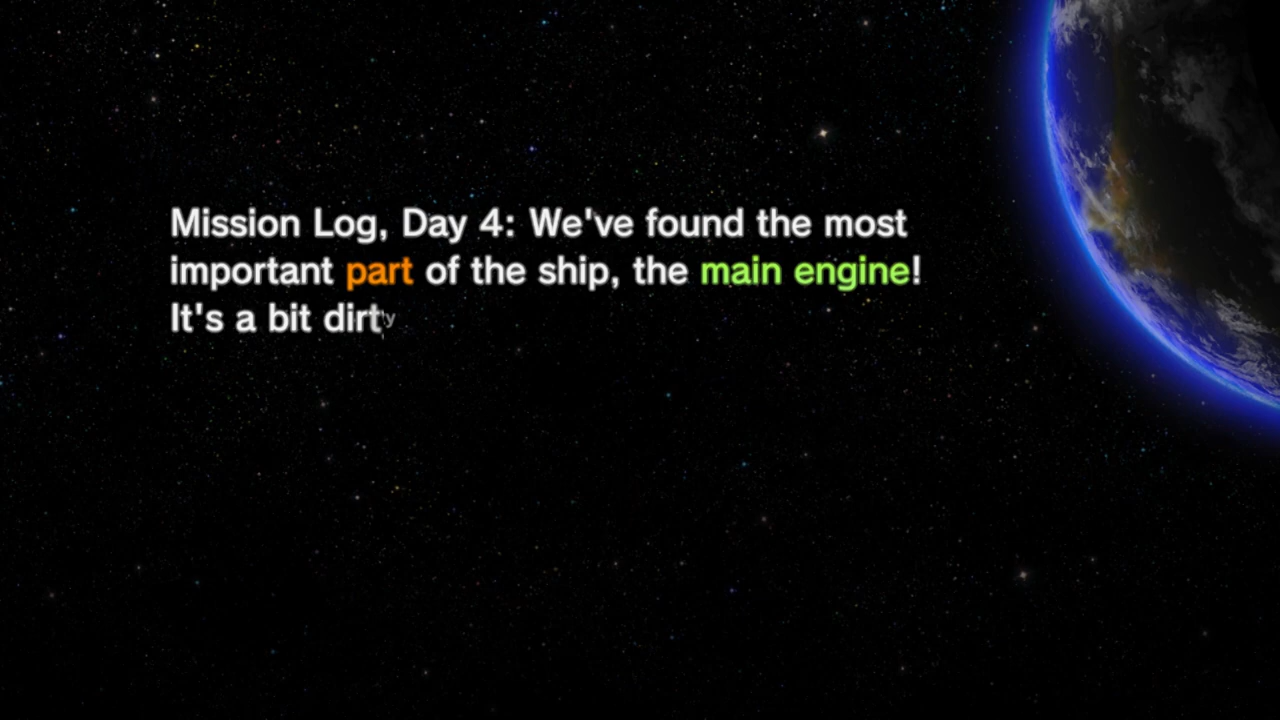 Mission Log, Day 4: We've found the most
important part of the ship, the main engine!
It's a bit dirty